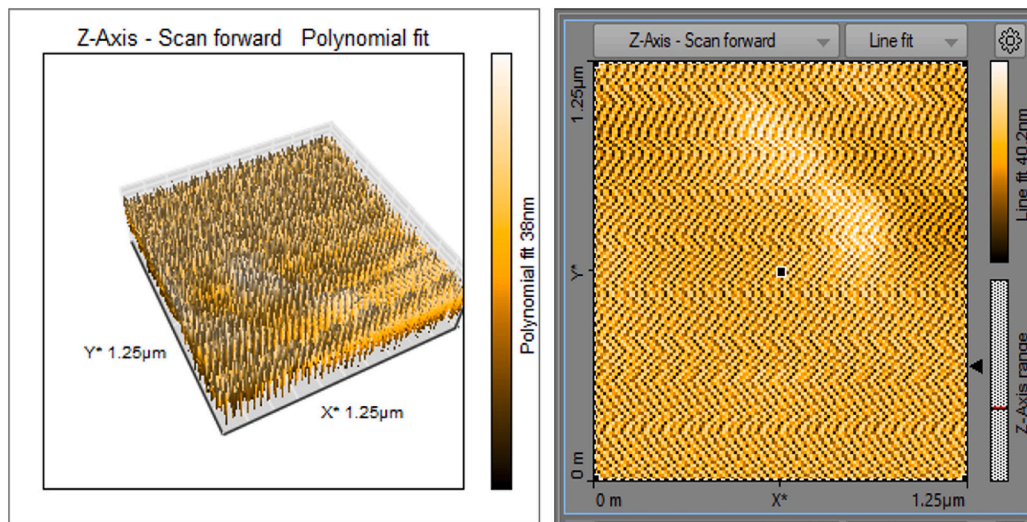 Z-Axis - Scan forward Polynomial fit
Polynomial fit 38nm
Y* 1.25µm
X* 1.25µm
Z-Axis - Scan forward
Line fit
1.25µm
Y*
0 m
0 m
X*
1.25µm
Line fit 40.2nm
Z-Axis range